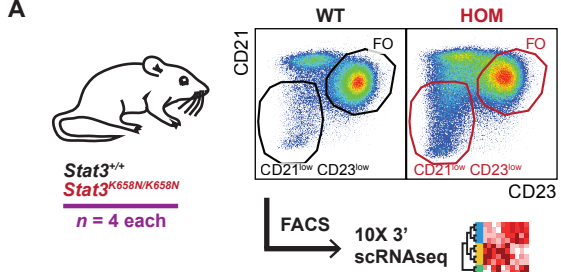 A
WT
HOM
CD21
FO
FO
CD21low CD23low
CD21low CD23low
CD23
Stat3+/+
Stat3K658N/K658N
n = 4 each
FACS
10X 3’
scRNAseq